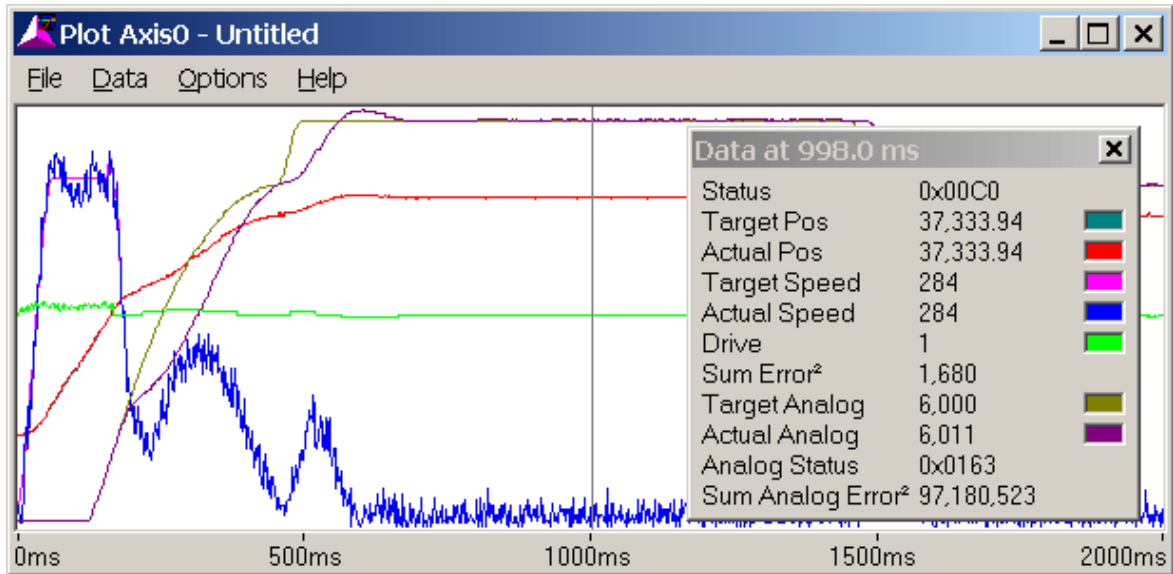 Plot Axis0 - Untitled
File Data Options Help
Data at 998.0 ms
Status 0x00C0
Target Pos 37,333.94
Actual Pos 37,333.94
Target Speed 284
Actual Speed 284
Drive 1
Sum Error² 1,680
Target Analog 6,000
Actual Analog 6,011
Analog Status 0x0163
Sum Analog Error² 97,180,523
0ms 500ms 1000ms 1500ms 2000ms